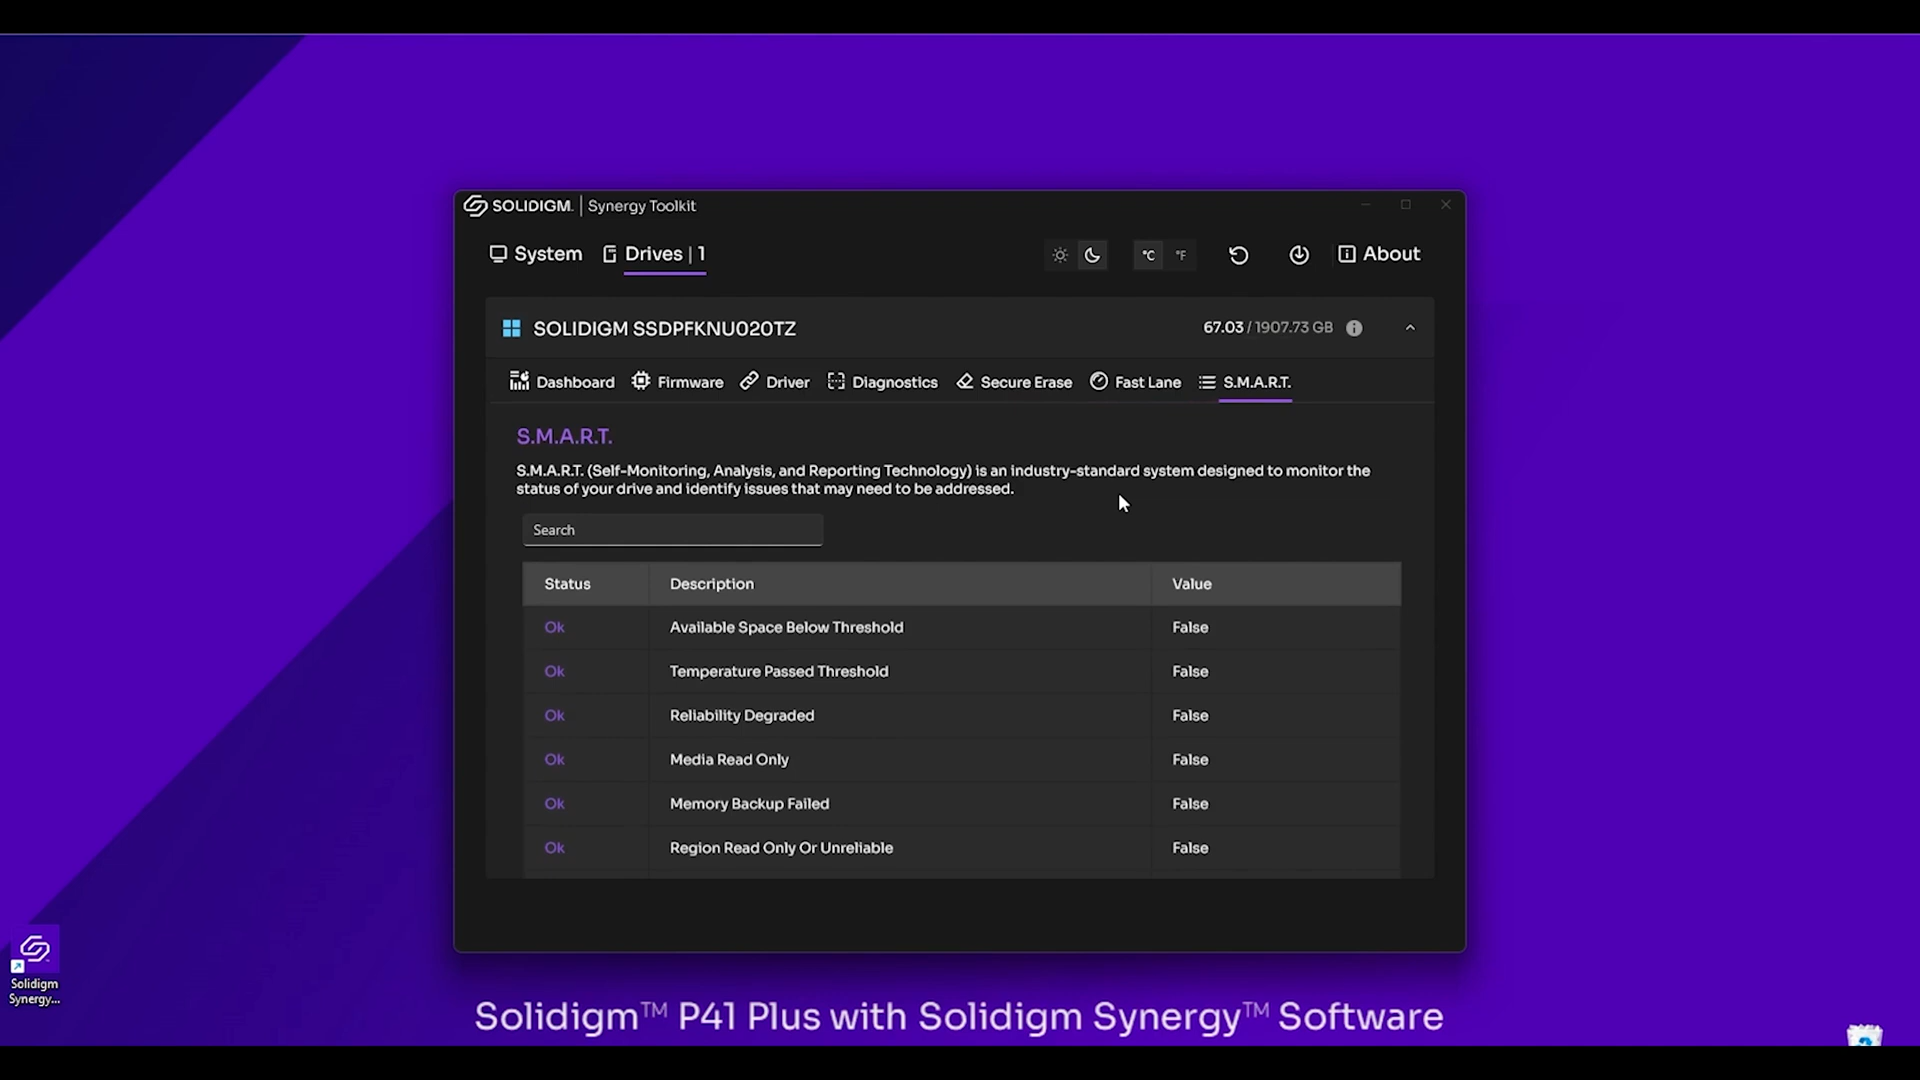 SOLIDIGM. | Synergy Toolkit
System Drives | 1 °C °F About
SOLIDIGM SSDPFKNU020TZ 67.03 / 1907.73 GB
Dashboard Firmware Driver Diagnostics Secure Erase Fast Lane S.M.A.R.T.
S.M.A.R.T.
S.M.A.R.T. (Self-Monitoring, Analysis, and Reporting Technology) is an industry-standard system designed to monitor the
status of your drive and identify issues that may need to be addressed.
Search
Status Description Value
Ok Available Space Below Threshold False
Ok Temperature Passed Threshold False
Ok Reliability Degraded False
Ok Media Read Only False
Ok Memory Backup Failed False
Ok Region Read Only Or Unreliable False
Solidigm
Synergy...
Solidigm™ P41 Plus with Solidigm Synergy™ Software